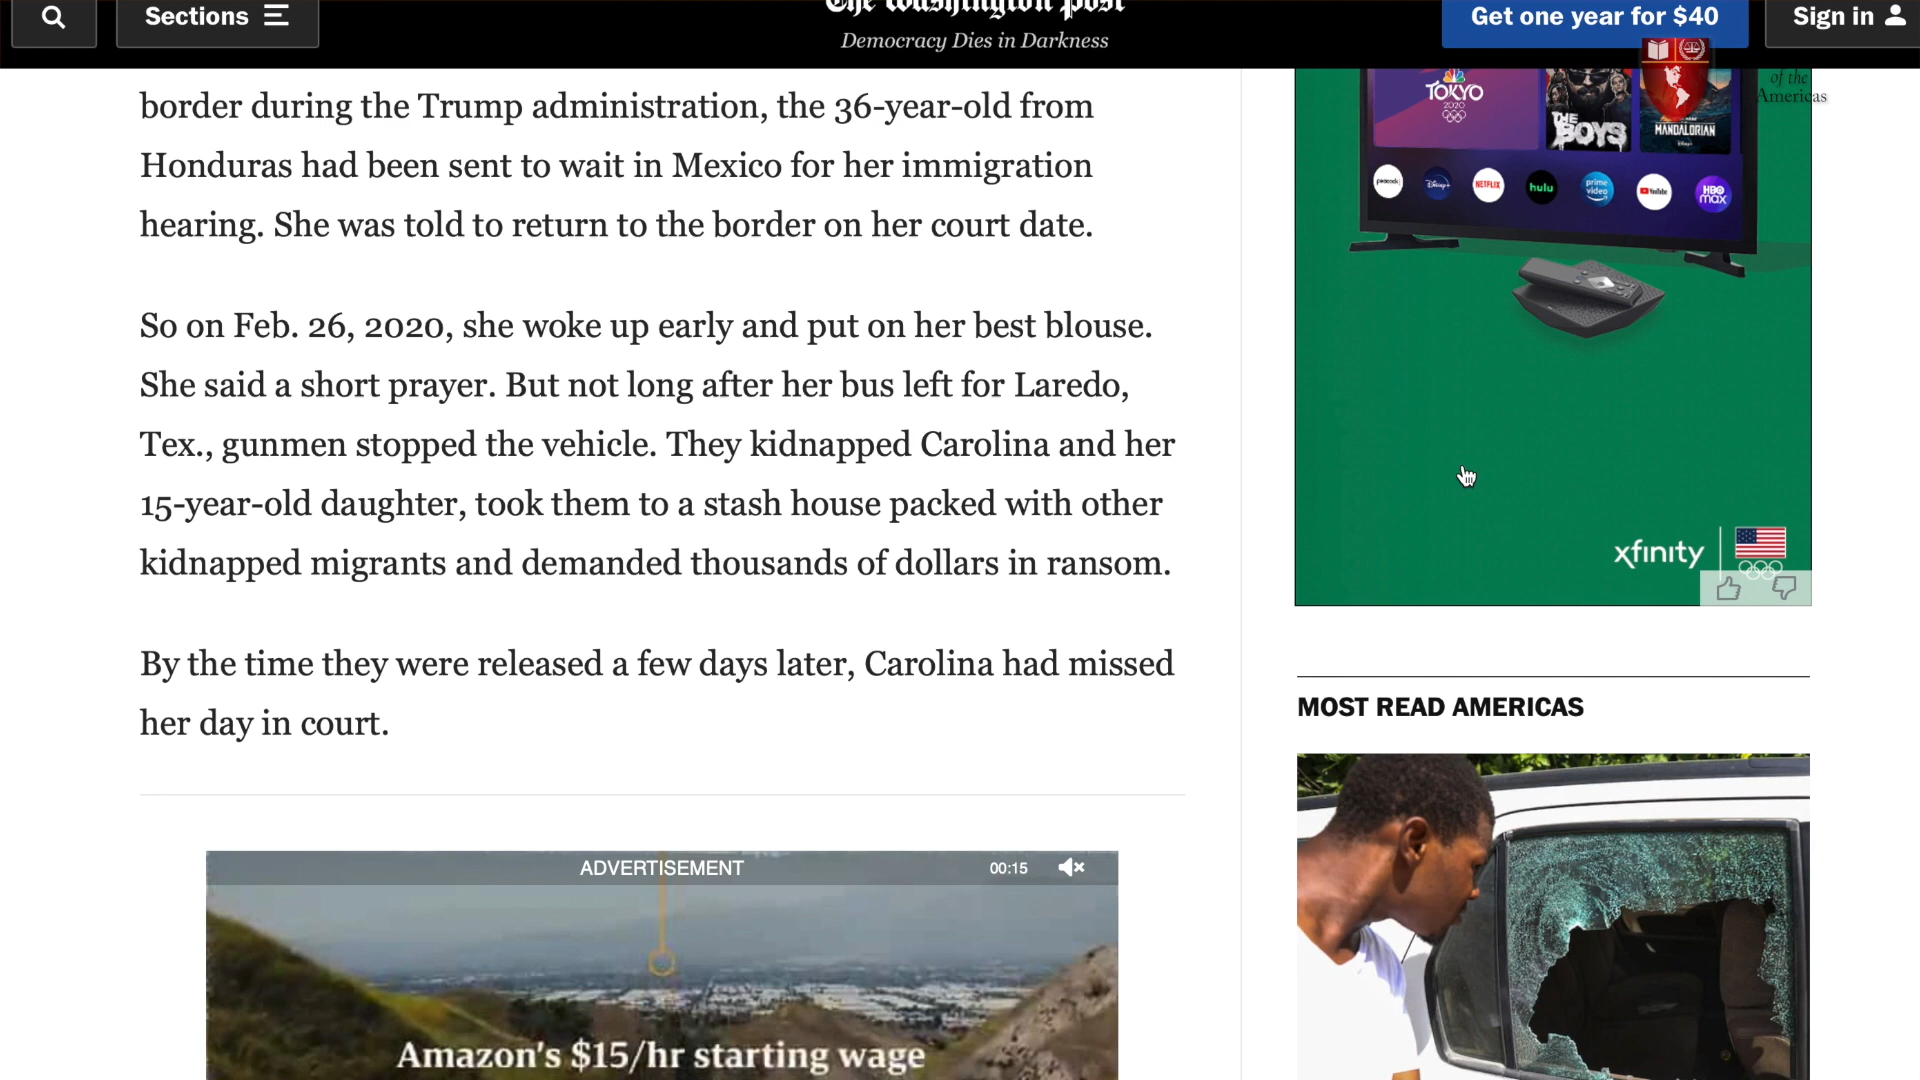 Sections
The Washington Post
Democracy Dies in Darkness
Get one year for $40
Sign in
border during the Trump administration, the 36-year-old from
Honduras had been sent to wait in Mexico for her immigration
hearing. She was told to return to the border on her court date.
So on Feb. 26, 2020, she woke up early and put on her best blouse.
She said a short prayer. But not long after her bus left for Laredo,
Tex., gunmen stopped the vehicle. They kidnapped Carolina and her
15-year-old daughter, took them to a stash house packed with other
kidnapped migrants and demanded thousands of dollars in ransom.
By the time they were released a few days later, Carolina had missed
her day in court.
ADVERTISEMENT
00:15
Amazon's $15/hr starting wage
of the
Americas
TOKYO
2020
THE
BOYS
MANDALORIAN
Disney+
peacock
Disney+
NETFLIX
hulu
prime
video
YouTube
HBO
max
xfinity
MOST READ AMERICAS